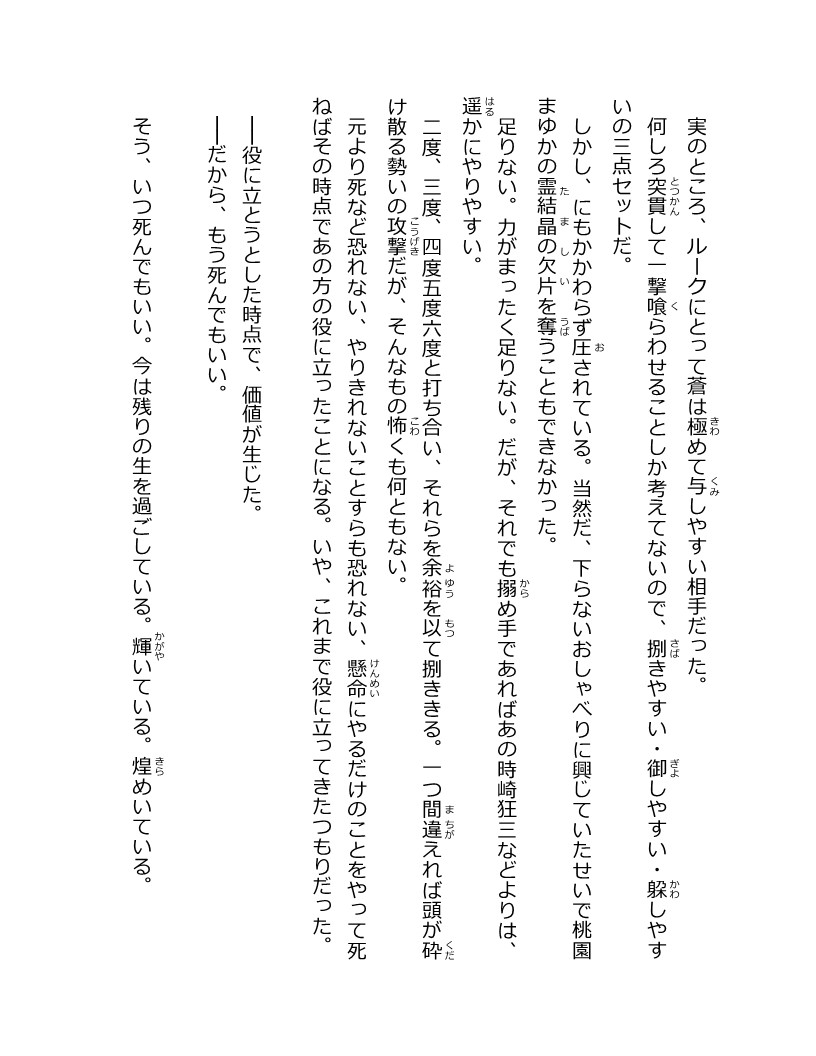 実のところ、ルークにとって蒼は極めて与しやすい相手だった。
何しろ突貫して一撃喰らわせることしか考えてないので、捌きやすい・御しやすい・躱しやす
いの三点セットだ。
しかし、にもかかわらず圧されている。当然だ、下らないおしゃべりに興じていたせいで桃園
まゆかの霊結晶の欠片を奪うこともできなかった。
足りない。力がまったく足りない。だが、それでも搦め手であればあの時崎狂三などよりは、
遥かにやりやすい。
二度、三度、四度五度六度と打ち合い、それらを余裕を以て捌ききる。一つ間違えれば頭が砕
け散る勢いの攻撃だが、そんなもの怖くも何ともない。
元より死など恐れない、やりきれないことすらも恐れない、懸命にやるだけのことをやって死
ねばその時点であの方の役に立ったことになる。いや、これまで役に立ってきたつもりだった。
――役に立とうとした時点で、価値が生じた。
――だから、もう死んでもいい。
そう、いつ死んでもいい。今は残りの生を過ごしている。輝いている。煌めいている。